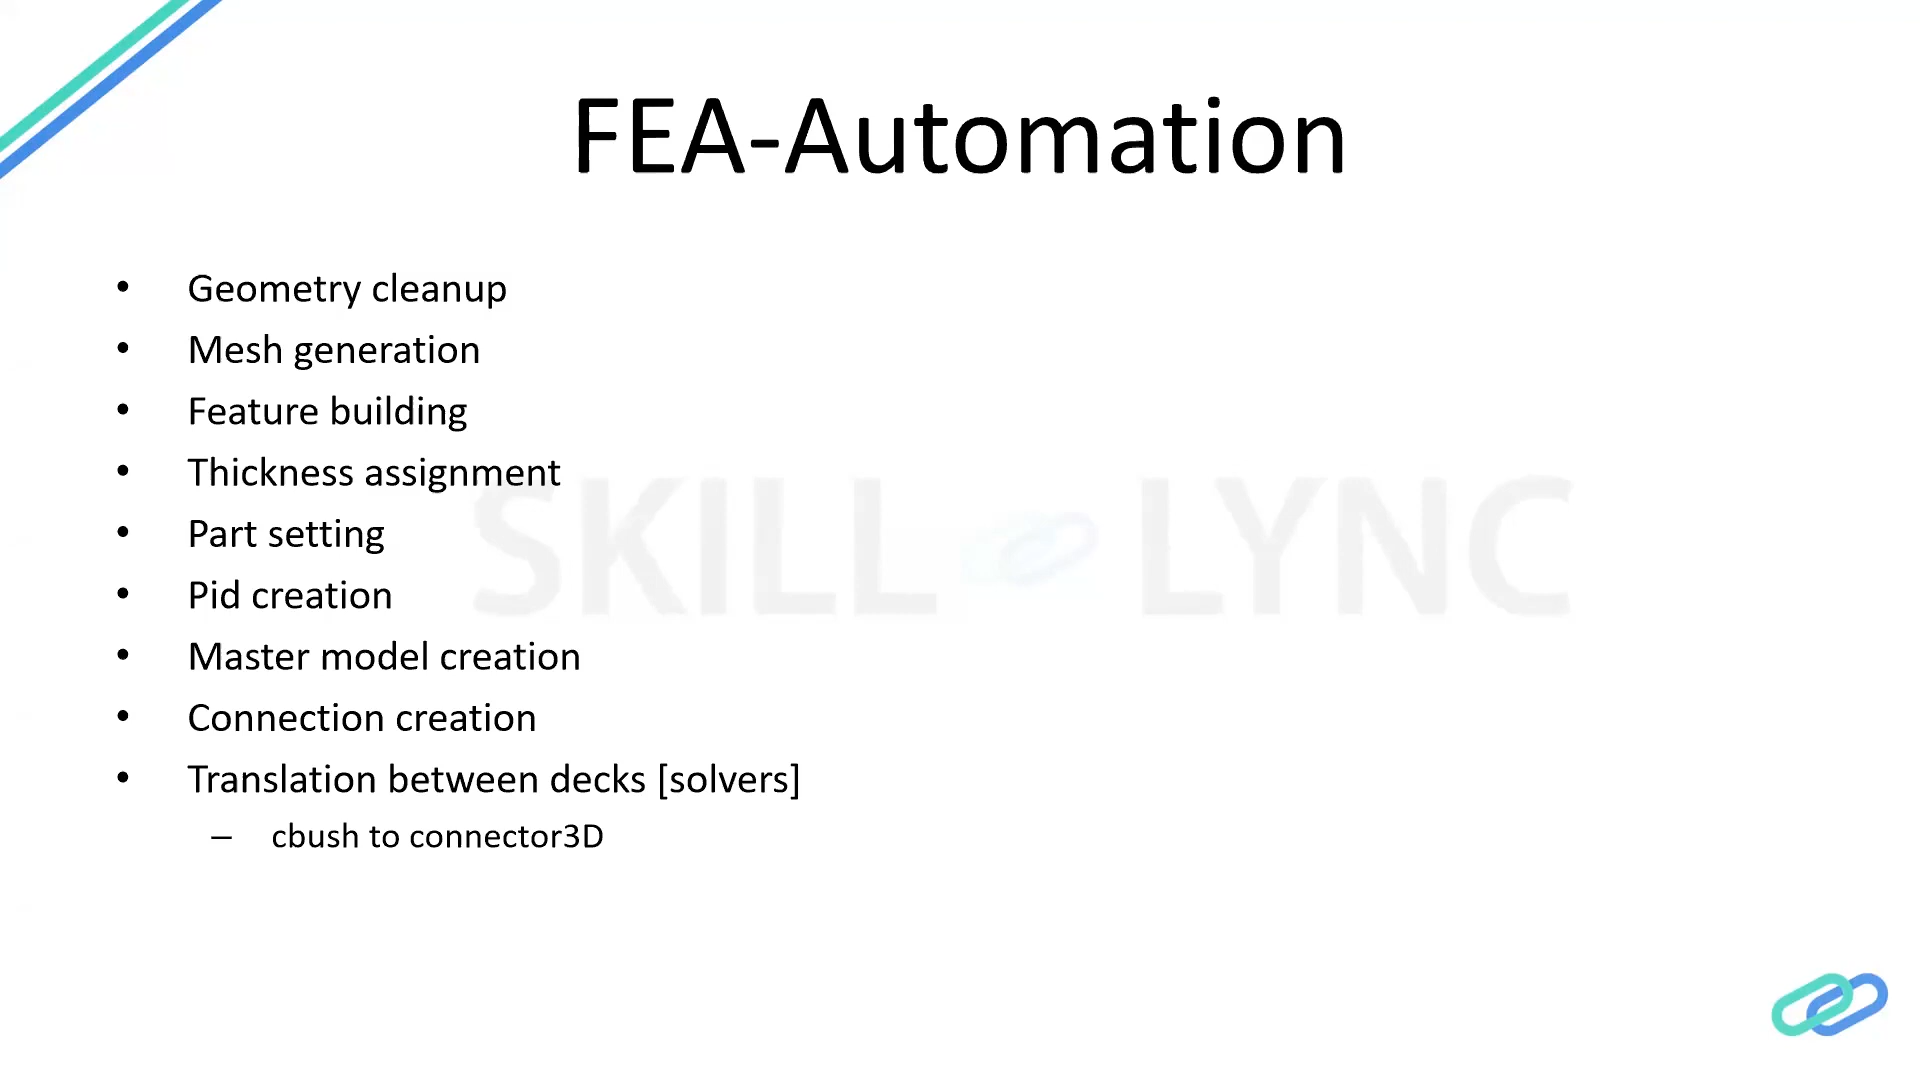 FEA-Automation
• Geometry cleanup
• Mesh generation
• Feature building
• Thickness assignment
• Part setting
• Pid creation
• Master model creation
• Connection creation
• Translation between decks [solvers]
– cbush to connector3D
SKILL LYNC